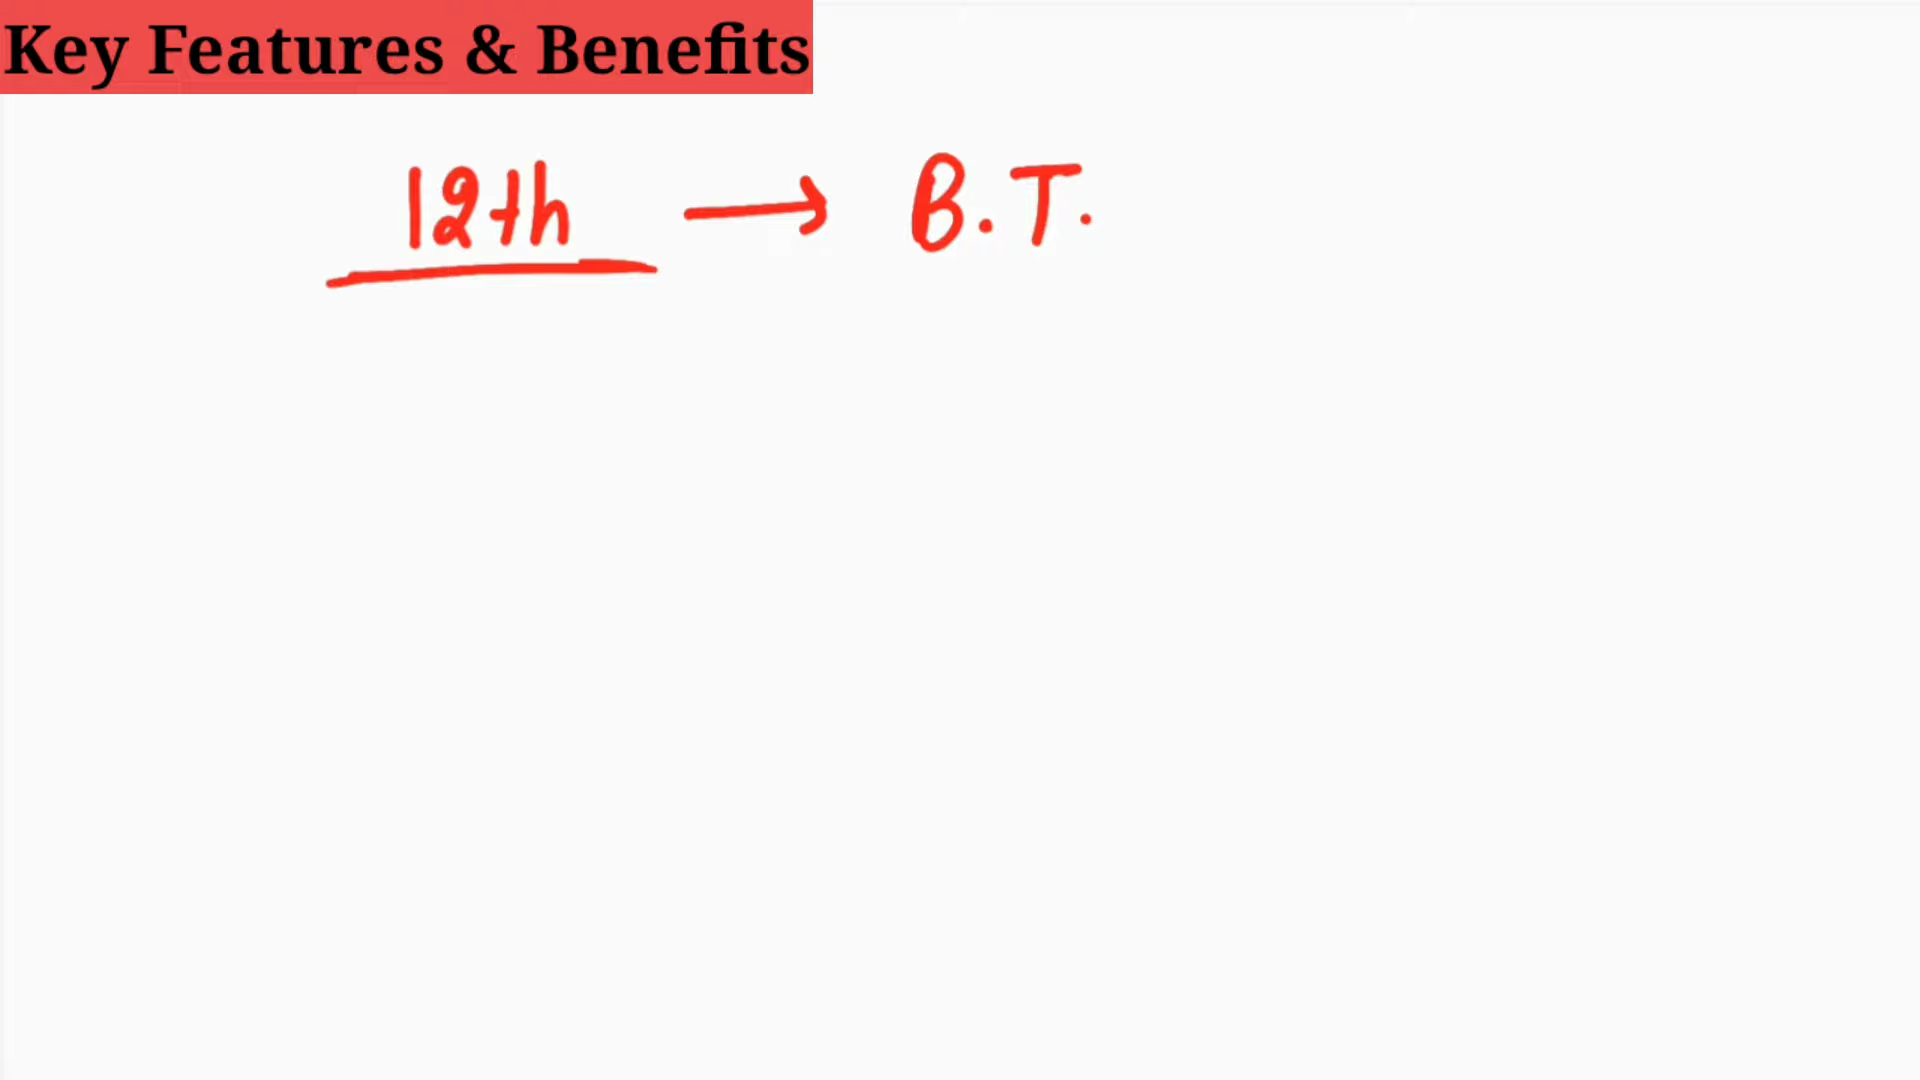 Key Features & Benefits
12th → B.T.